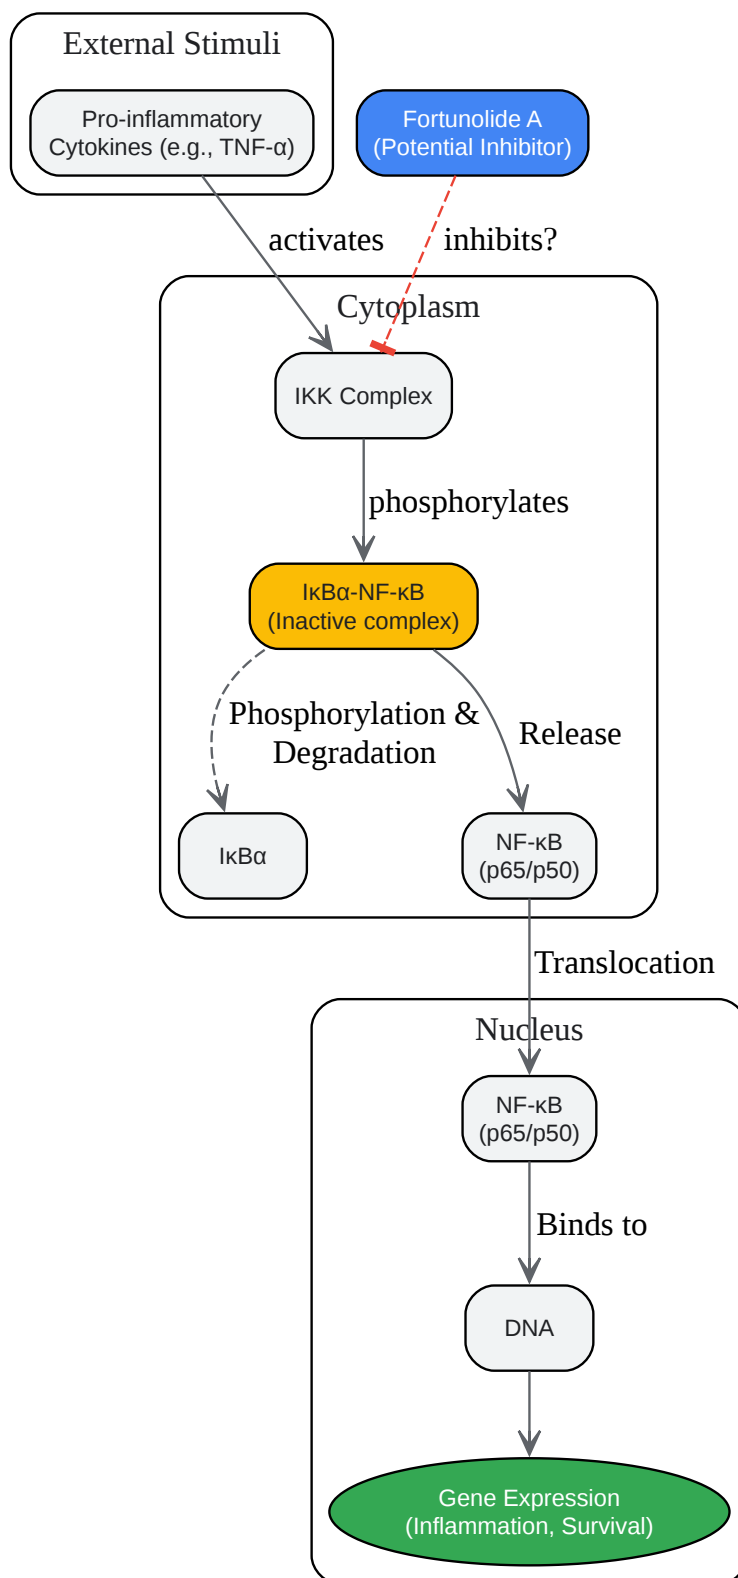 External Stimuli
Pro-inflammatory
Cytokines (e.g., TNF-α)
Fortunolide A
(Potential Inhibitor)
activates
inhibits?
Cytoplasm
IKK Complex
phosphorylates
IκBα-NF-κB
(Inactive complex)
Phosphorylation &
Degradation
Release
IκBα
NF-κB
(p65/p50)
Translocation
Nucleus
NF-κB
(p65/p50)
Binds to
DNA
Gene Expression
(Inflammation, Survival)